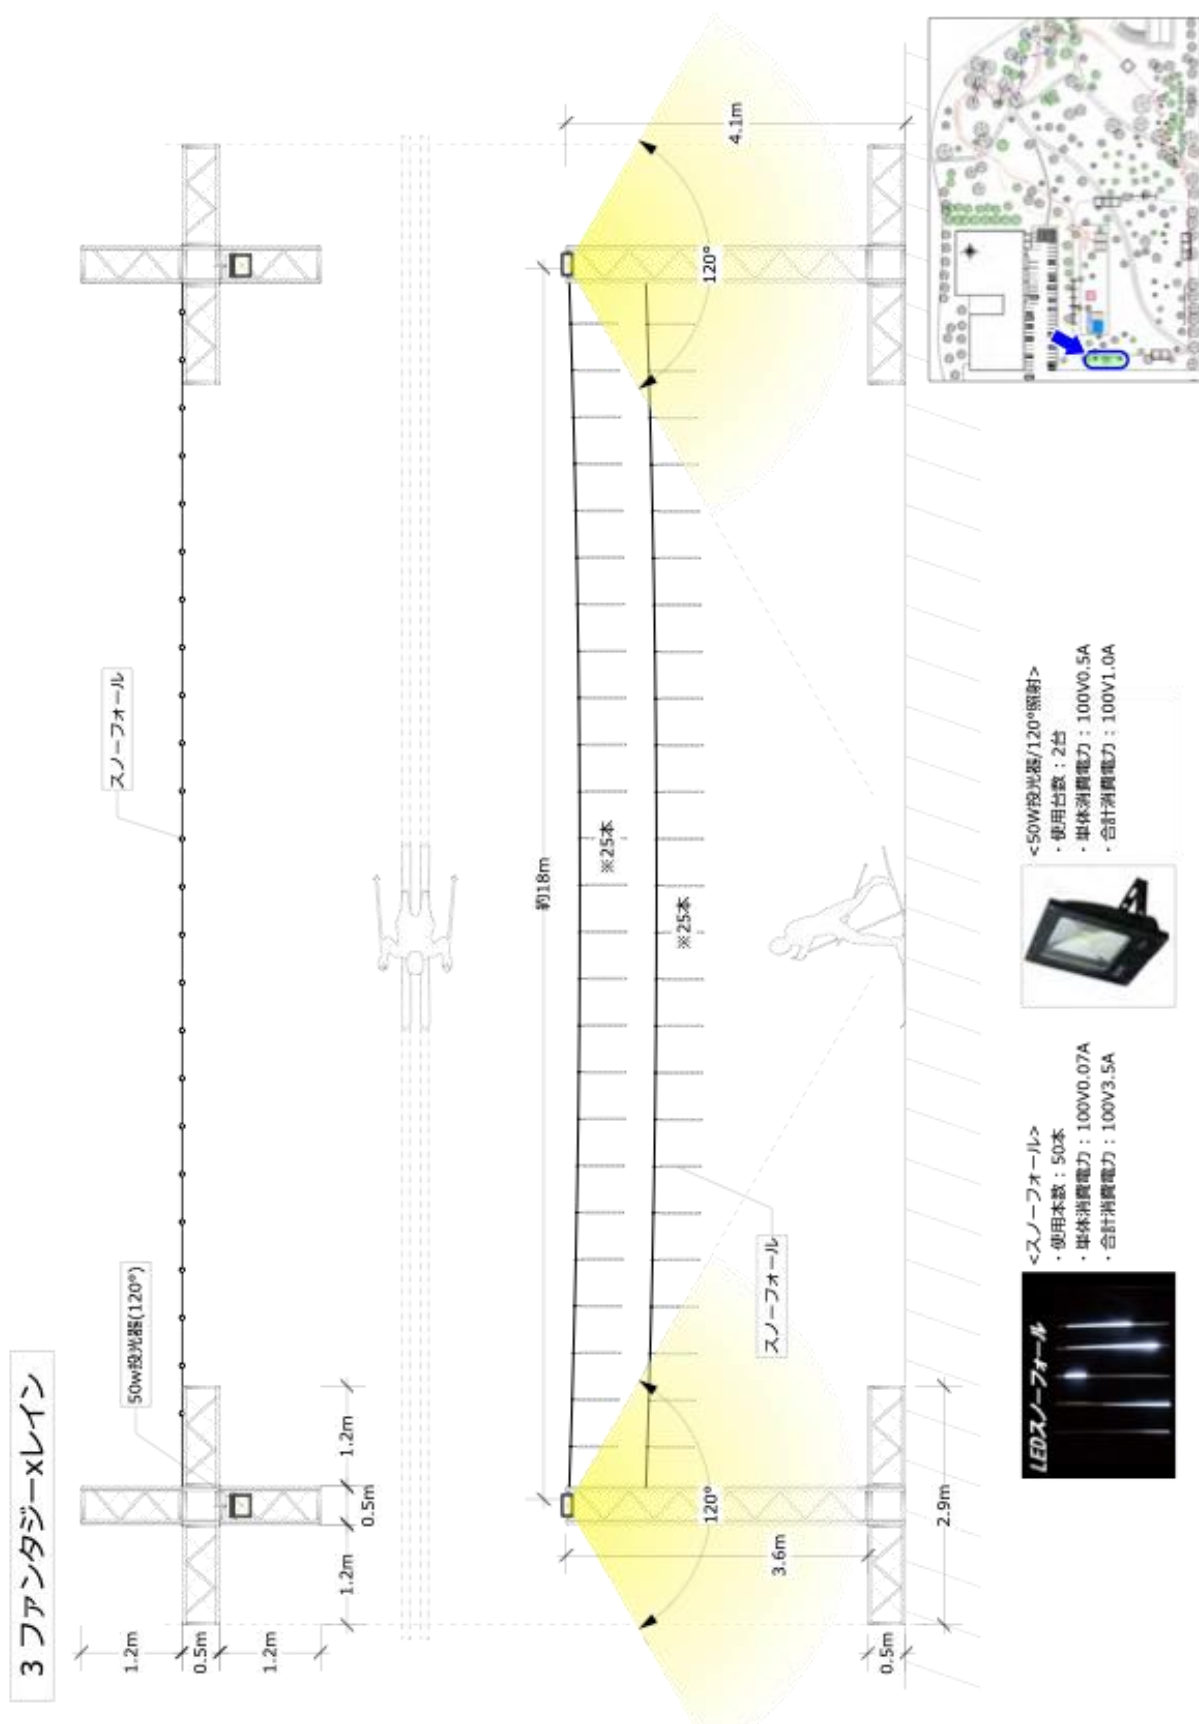 3 ファンタジーxレイン
スノーフォール
50w投光器(120°)
1.2m
0.5m
1.2m
1.2m
0.5m
1.2m
約18m
※25本
※25本
120°
120°
4.1m
3.6m
0.5m
2.9m
スノーフォール
LEDスノーフォール
<スノーフォール>
・使用本数：50本
・単体消費電力：100V0.07A
・合計消費電力：100V3.5A
<50W投光器/120°照射>
・使用台数：2台
・単体消費電力：100V0.5A
・合計消費電力：100V1.0A